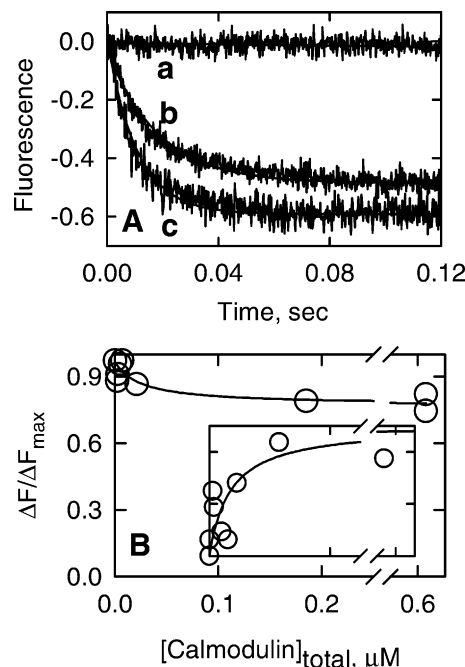 0.0
a
-0.2
b
-0.4
-0.6
A
c
Fluorescence
0.00 0.04 0.08 0.12
Time, sec
0.9
0.6
0.3
0.0
B
ΔF/ΔFmax
0.0 0.1 0.2 0.6
[Calmodulin]total, μM